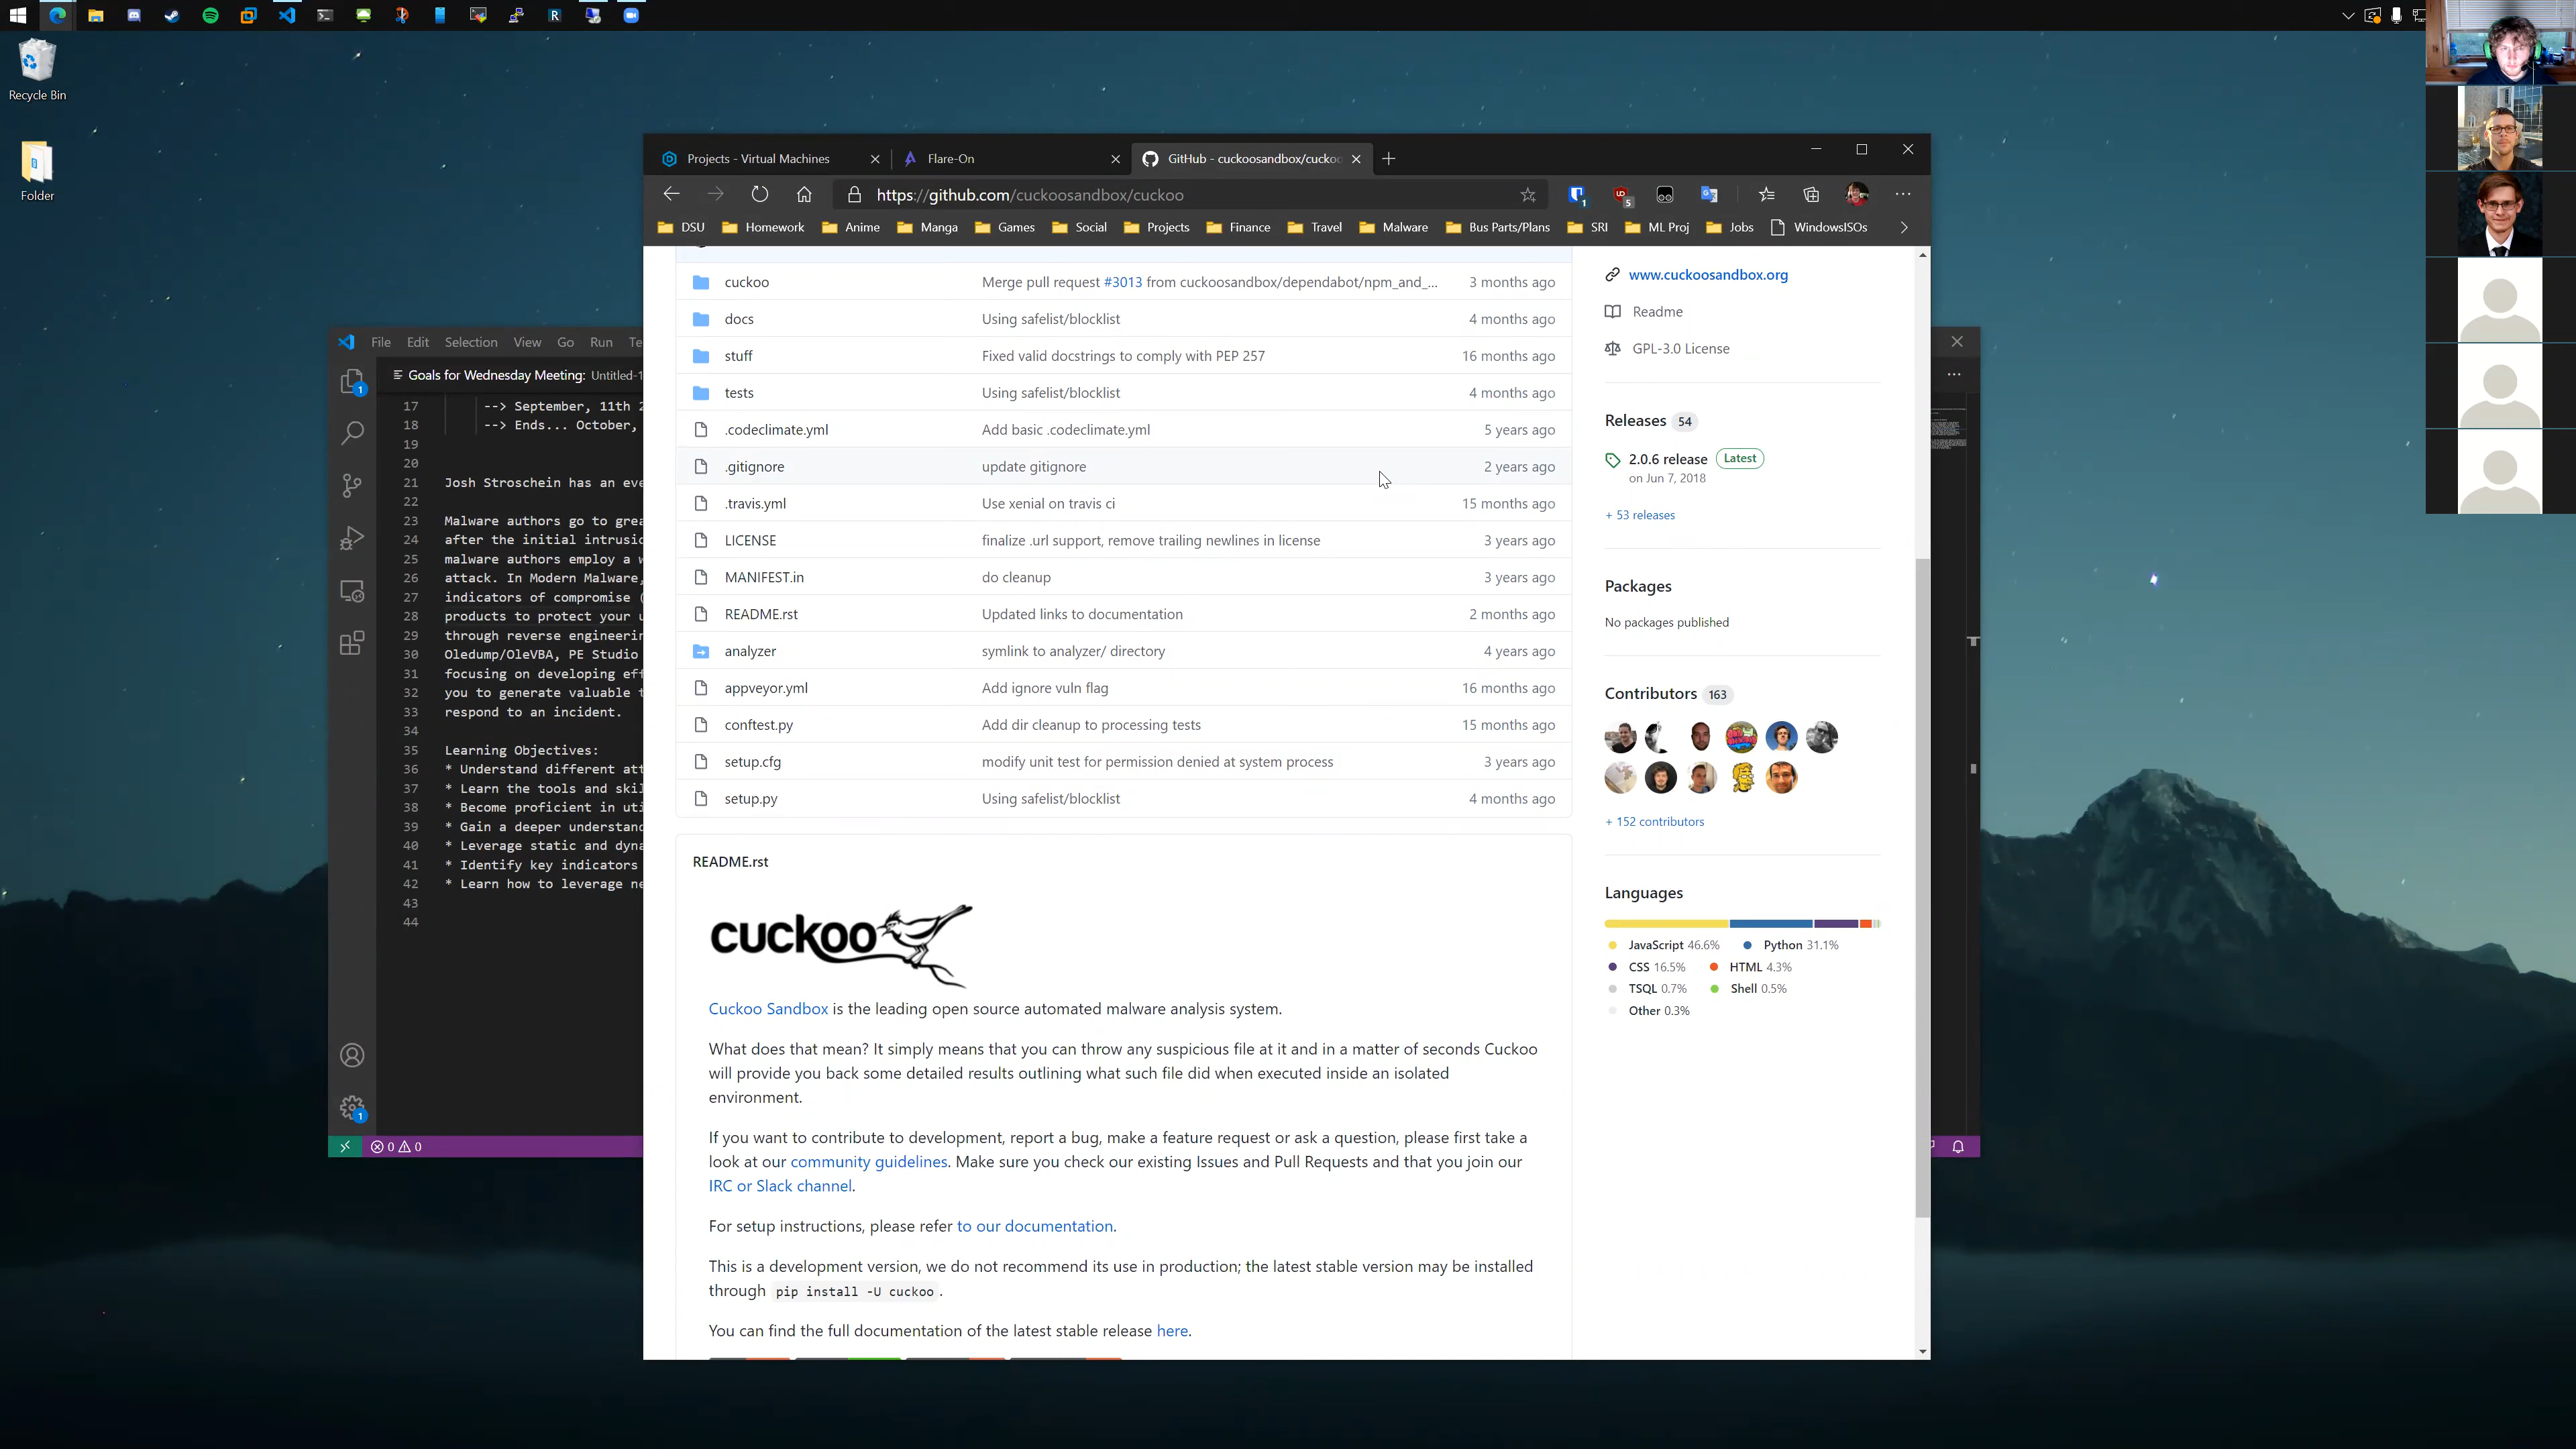 Recycle Bin
Folder
File Edit Selection View Go Run Te
Goals for Wednesday Meeting: Untitled-1
17 --> September, 11th 2
18 --> Ends... October,
19
20
21 Josh Stroschein has an eve
22
23 Malware authors go to grea
24 after the initial intrusio
25 malware authors employ a w
26 attack. In Modern Malware,
27 indicators of compromise (
28 products to protect your u
29 through reverse engineerin
30 Oledump/OleVBA, PE Studio
31 focusing on developing eff
32 you to generate valuable t
33 respond to an incident.
34
35 Learning Objectives:
36 * Understand different att
37 * Learn the tools and skil
38 * Become proficient in uti
39 * Gain a deeper understand
40 * Leverage static and dyna
41 * Identify key indicators
42 * Learn how to leverage ne
43
44
0 0
1
1
Projects - Virtual Machines
Flare-On
GitHub - cuckoosandbox/cuckoo
https://github.com/cuckoosandbox/cuckoo
1
5
DSU Homework Anime Manga Games Social Projects Finance Travel Malware Bus Parts/Plans SRI ML Proj Jobs WindowsISOs
cuckoo Merge pull request #3013 from cuckoosandbox/dependabot/npm_and_... 3 months ago
docs Using safelist/blocklist 4 months ago
stuff Fixed valid docstrings to comply with PEP 257 16 months ago
tests Using safelist/blocklist 4 months ago
.codeclimate.yml Add basic .codeclimate.yml 5 years ago
.gitignore update gitignore 2 years ago
.travis.yml Use xenial on travis ci 15 months ago
LICENSE finalize .url support, remove trailing newlines in license 3 years ago
MANIFEST.in do cleanup 3 years ago
README.rst Updated links to documentation 2 months ago
analyzer symlink to analyzer/ directory 4 years ago
appveyor.yml Add ignore vuln flag 16 months ago
conftest.py Add dir cleanup to processing tests 15 months ago
setup.cfg modify unit test for permission denied at system process 3 years ago
setup.py Using safelist/blocklist 4 months ago
README.rst
cuckoo
Cuckoo Sandbox is the leading open source automated malware analysis system.
What does that mean? It simply means that you can throw any suspicious file at it and in a matter of seconds Cuckoo
will provide you back some detailed results outlining what such file did when executed inside an isolated
environment.
If you want to contribute to development, report a bug, make a feature request or ask a question, please first take a
look at our community guidelines. Make sure you check our existing Issues and Pull Requests and that you join our
IRC or Slack channel.
For setup instructions, please refer to our documentation.
This is a development version, we do not recommend its use in production; the latest stable version may be installed
through pip install -U cuckoo.
You can find the full documentation of the latest stable release here.
www.cuckoosandbox.org
Readme
GPL-3.0 License
Releases 54
2.0.6 release Latest
on Jun 7, 2018
+ 53 releases
Packages
No packages published
Contributors 163
+ 152 contributors
Languages
JavaScript 46.6% Python 31.1%
CSS 16.5% HTML 4.3%
TSQL 0.7% Shell 0.5%
Other 0.3%